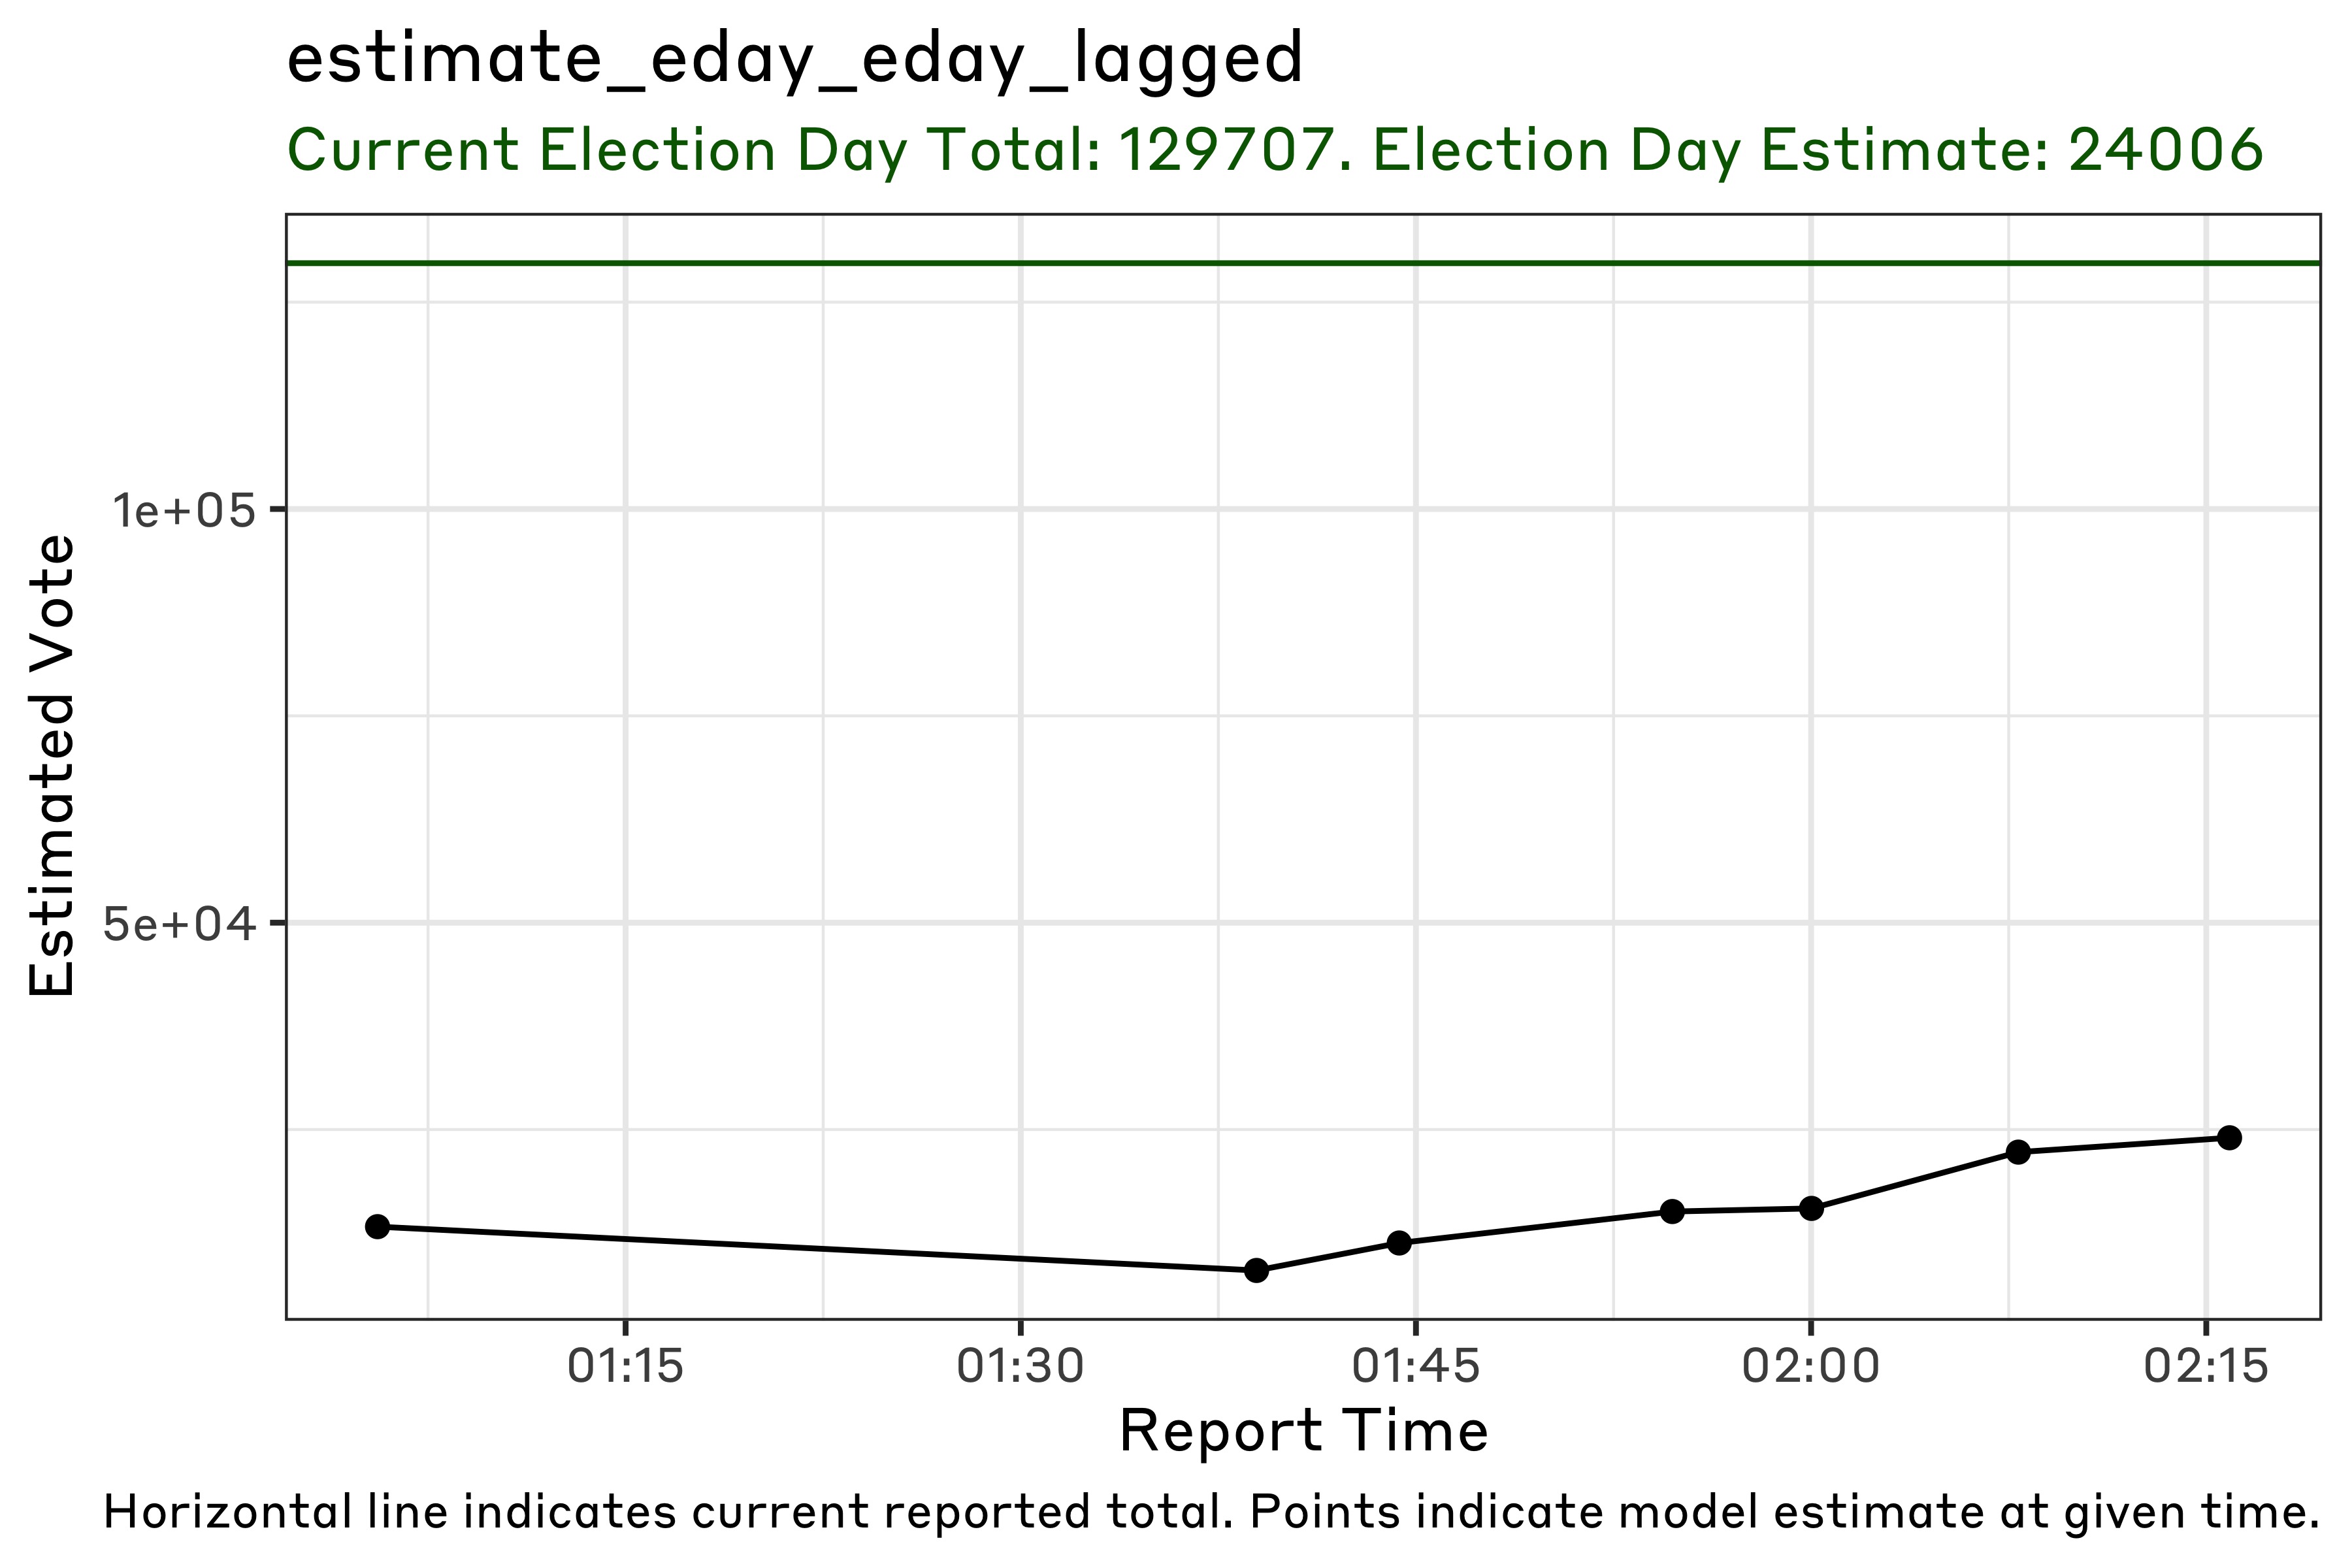 estimate_eday_eday_lagged
Current Election Day Total: 129707. Election Day Estimate: 24006
Estimated Vote
1e+05
5e+04
01:15 01:30 01:45 02:00 02:15
Report Time
Horizontal line indicates current reported total. Points indicate model estimate at given time.